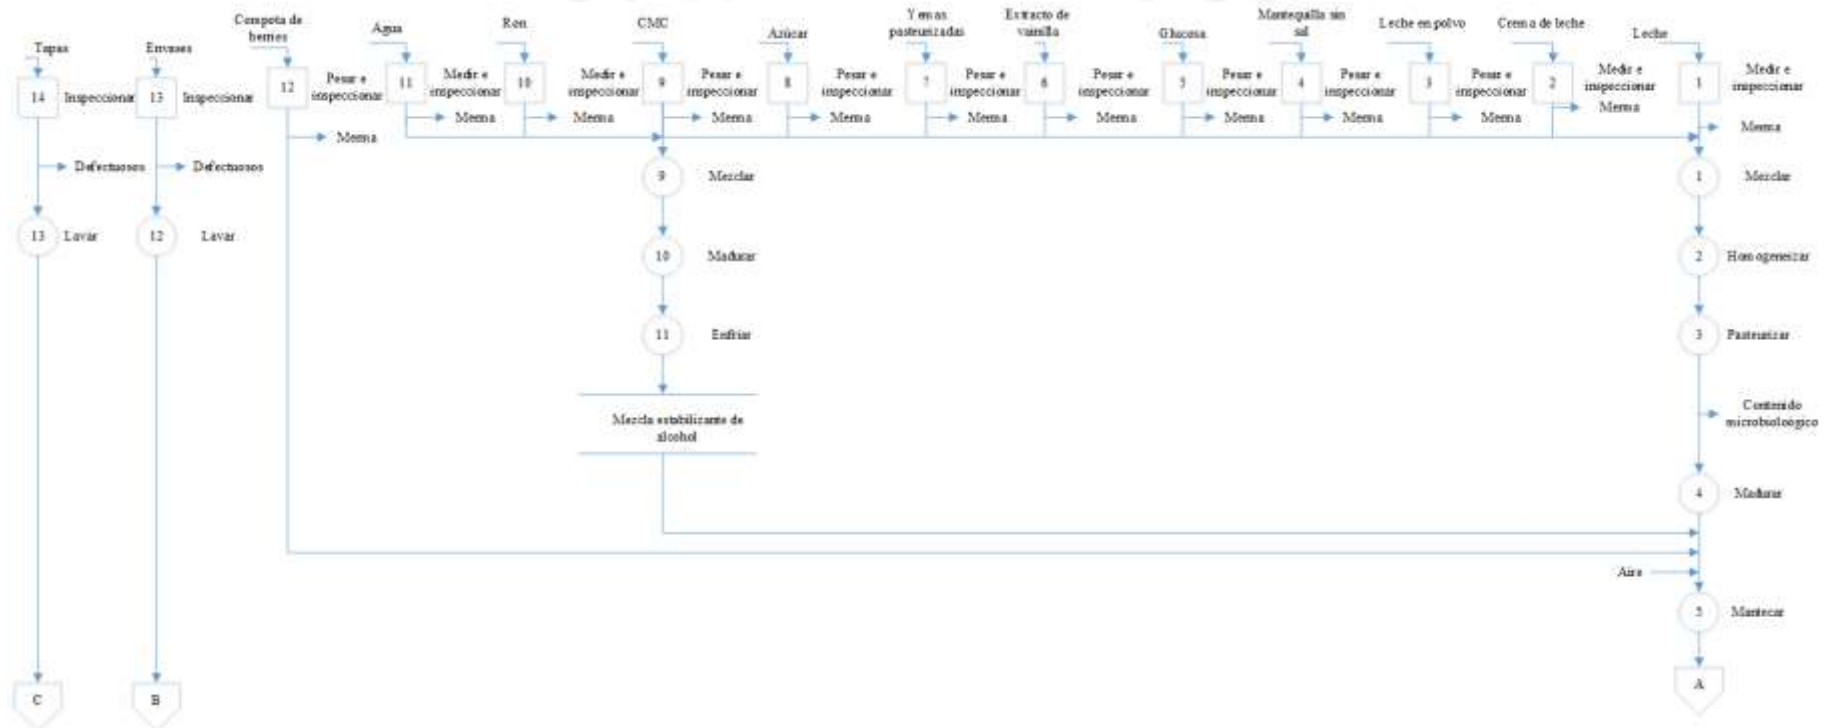 Tapas
14
Inspeccionar
Defectuosos
13
Lavar
C
Envases
13
Inspeccionar
Defectuosos
12
Lavar
B
Compota de
berries
12
Pesar e
inspeccionar
Merma
Agua
11
Medir e
inspeccionar
Merma
Ron
10
Medir e
inspeccionar
Merma
CMC
9
Pesar e
inspeccionar
Merma
9
Mezclar
10
Madurar
11
Enfriar
Mezcla estabilizante de
alcohol
Azúcar
8
Pesar e
inspeccionar
Merma
Yemas
pasteurizadas
7
Pesar e
inspeccionar
Merma
Extracto de
vainilla
6
Pesar e
inspeccionar
Merma
Glucosa
5
Pesar e
inspeccionar
Merma
Mantequilla sin
sal
4
Pesar e
inspeccionar
Merma
Leche en polvo
3
Pesar e
inspeccionar
Merma
Crema de leche
2
Medir e
inspeccionar
Merma
Leche
1
Medir e
inspeccionar
Merma
1
Mezclar
2
Homogeneizar
3
Pasteurizar
Contenido
microbiológico
4
Madurar
Aire
5
Mantecar
A